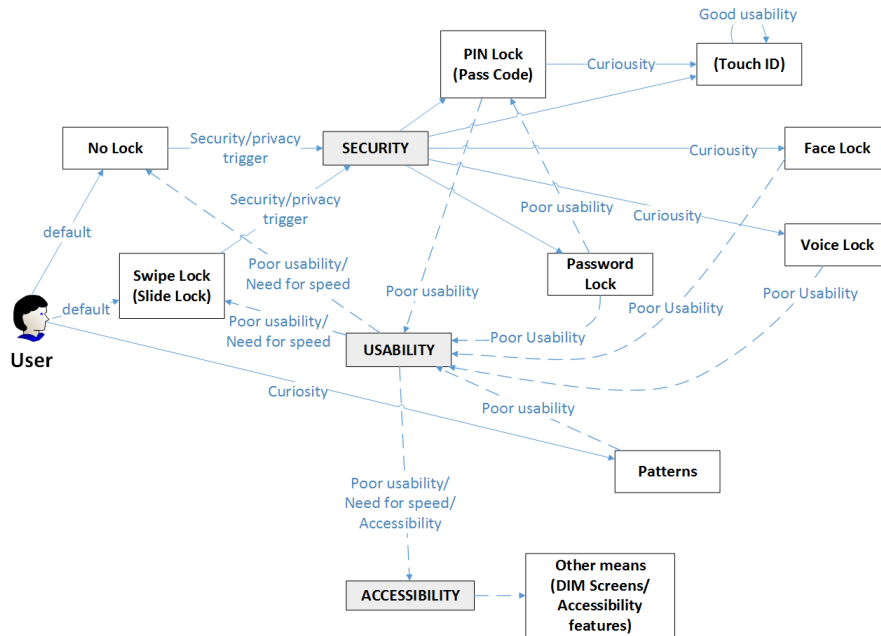 Good usability
PIN Lock
(Pass Code)
Curiousity
(Touch ID)
No Lock
Security/privacy
trigger
SECURITY
Curiousity
Face Lock
Security/privacy
trigger
Poor usability
Curiousity
default
Voice Lock
Swipe Lock
(Slide Lock)
Poor usability/
Need for speed
Password
Lock
Poor usability
Poor Usability
Poor Usability
default
Poor usability/
Need for speed
Poor Usability
USABILITY
User
Curiosity
Poor usability
Patterns
Poor usability/
Need for speed/
Accessibility
ACCESSIBILITY
Other means
(DIM Screens/
Accessibility
features)